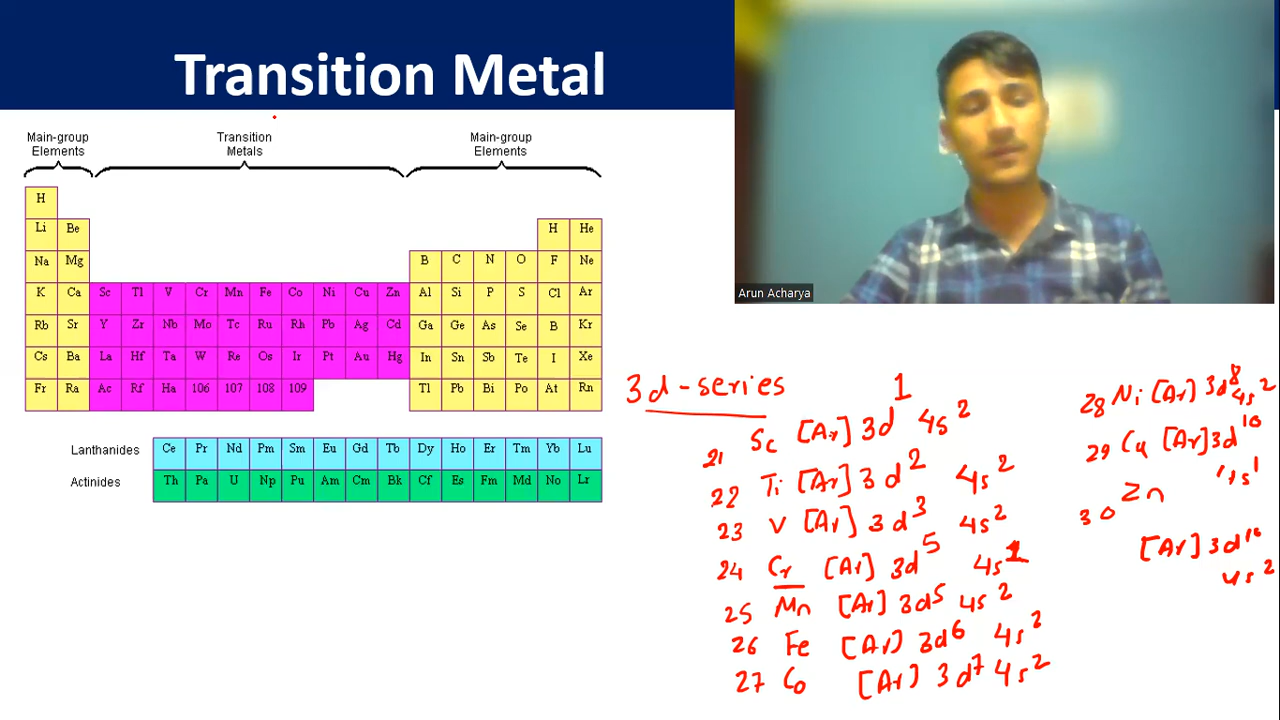 Transition Metal
Arun Acharya
Main-group Elements
Transition Metals
Main-group Elements
H
Li Be H He
Na Mg B C N O F Ne
K Ca Sc Tl V Cr Mn Fe Co Ni Cu Zn Al Si P S Cl Ar
Rb Sr Y Zr Nb Mo Tc Ru Rh Pb Ag Cd Ga Ge As Se B Kr
Cs Ba La Hf Ta W Re Os Ir Pt Au Hg In Sn Sb Te I Xe
Fr Ra Ac Rf Ha 106 107 108 109 Tl Pb Bi Po At Rn
Lanthanides Ce Pr Nd Pm Sm Eu Gd Tb Dy Ho Er Tm Yb Lu
Actinides Th Pa U Np Pu Am Cm Bk Cf Es Fm Md No Lr
3d-series
21 Sc [Ar] 3d¹ 4s²
22 Ti [Ar] 3d² 4s²
23 V [Ar] 3d³ 4s²
24 Cr [Ar] 3d⁵ 4s¹
25 Mn [Ar] 3d⁵ 4s²
26 Fe [Ar] 3d⁶ 4s²
27 Co [Ar] 3d⁷ 4s²
28 Ni [Ar] 3d⁸ 4s²
29 Cu [Ar] 3d¹⁰
4s¹
30 Zn
[Ar] 3d¹⁰
4s²